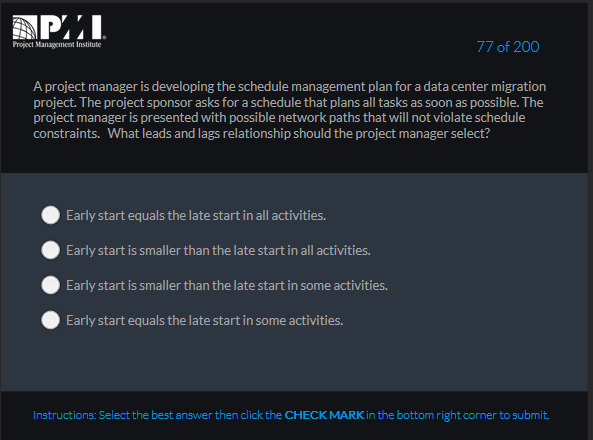 PMI
Project Management Institute
77 of 200
A project manager is developing the schedule management plan for a data center migration
project. The project sponsor asks for a schedule that plans all tasks as soon as possible. The
project manager is presented with possible network paths that will not violate schedule
constraints. What leads and lags relationship should the project manager select?
Early start equals the late start in all activities.
Early start is smaller than the late start in all activities.
Early start is smaller than the late start in some activities.
Early start equals the late start in some activities.
Instructions: Select the best answer then click the CHECK MARK in the bottom right corner to submit.